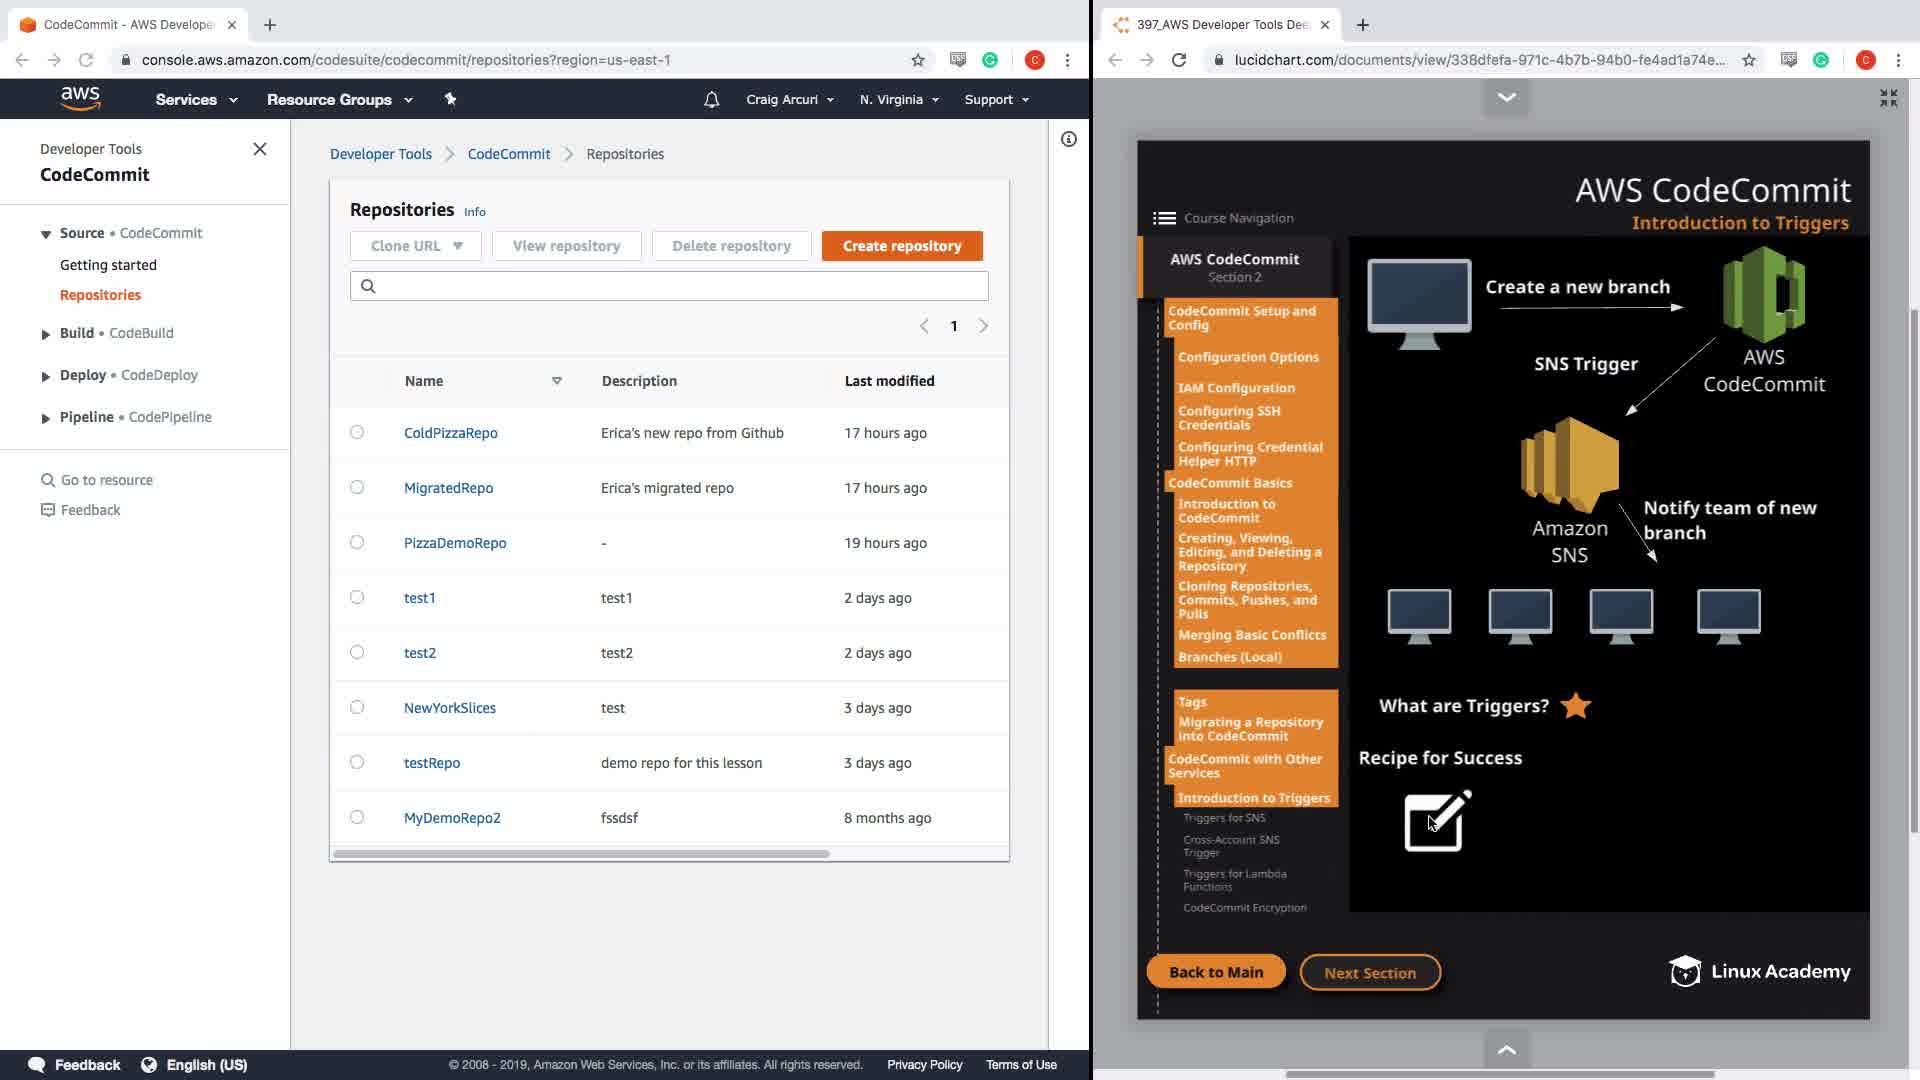 CodeCommit - AWS Develope
397_AWS Developer Tools Dee
console.aws.amazon.com/codesuite/codecommit/repositories?region=us-east-1
lucidchart.com/documents/view/338dfefa-971c-4b7b-94b0-fe4ad1a74e...
C
C
aws
Services
Resource Groups
Craig Arcuri
N. Virginia
Support
Developer Tools
CodeCommit
Source • CodeCommit
Getting started
Repositories
Build • CodeBuild
Deploy • CodeDeploy
Pipeline • CodePipeline
Go to resource
Feedback
Developer Tools
CodeCommit
Repositories
Repositories Info
Clone URL
View repository
Delete repository
Create repository
1
Name Description Last modified
ColdPizzaRepo Erica's new repo from Github 17 hours ago
MigratedRepo Erica's migrated repo 17 hours ago
PizzaDemoRepo - 19 hours ago
test1 test1 2 days ago
test2 test2 2 days ago
NewYorkSlices test 3 days ago
testRepo demo repo for this lesson 3 days ago
MyDemoRepo2 fssdsf 8 months ago
Feedback
English (US)
© 2008 - 2019, Amazon Web Services, Inc. or its affiliates. All rights reserved.
Privacy Policy
Terms of Use
AWS CodeCommit
Introduction to Triggers
Course Navigation
AWS CodeCommit
Section 2
CodeCommit Setup and
Config
Configuration Options
IAM Configuration
Configuring SSH
Credentials
Configuring Credential
Helper HTTP
CodeCommit Basics
Introduction to
CodeCommit
Creating, Viewing,
Editing, and Deleting a
Repository
Cloning Repositories,
Commits, Pushes, and
Pulls
Merging Basic Conflicts
Branches (Local)
Tags
Migrating a Repository
into CodeCommit
CodeCommit with Other
Services
Introduction to Triggers
Triggers for SNS
Cross-Account SNS
Trigger
Triggers for Lambda
Functions
CodeCommit Encryption
Create a new branch
AWS
CodeCommit
SNS Trigger
Amazon
SNS
Notify team of new
branch
What are Triggers?
Recipe for Success
Back to Main
Next Section
Linux Academy